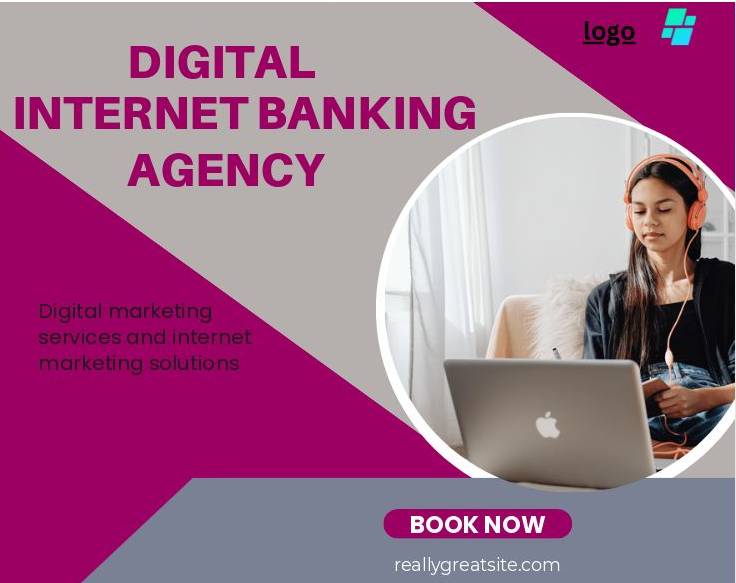 logo
DIGITAL
INTERNET BANKING
AGENCY
Digital marketing
services and internet
marketing solutions
BOOK NOW
reallygreatsite.com